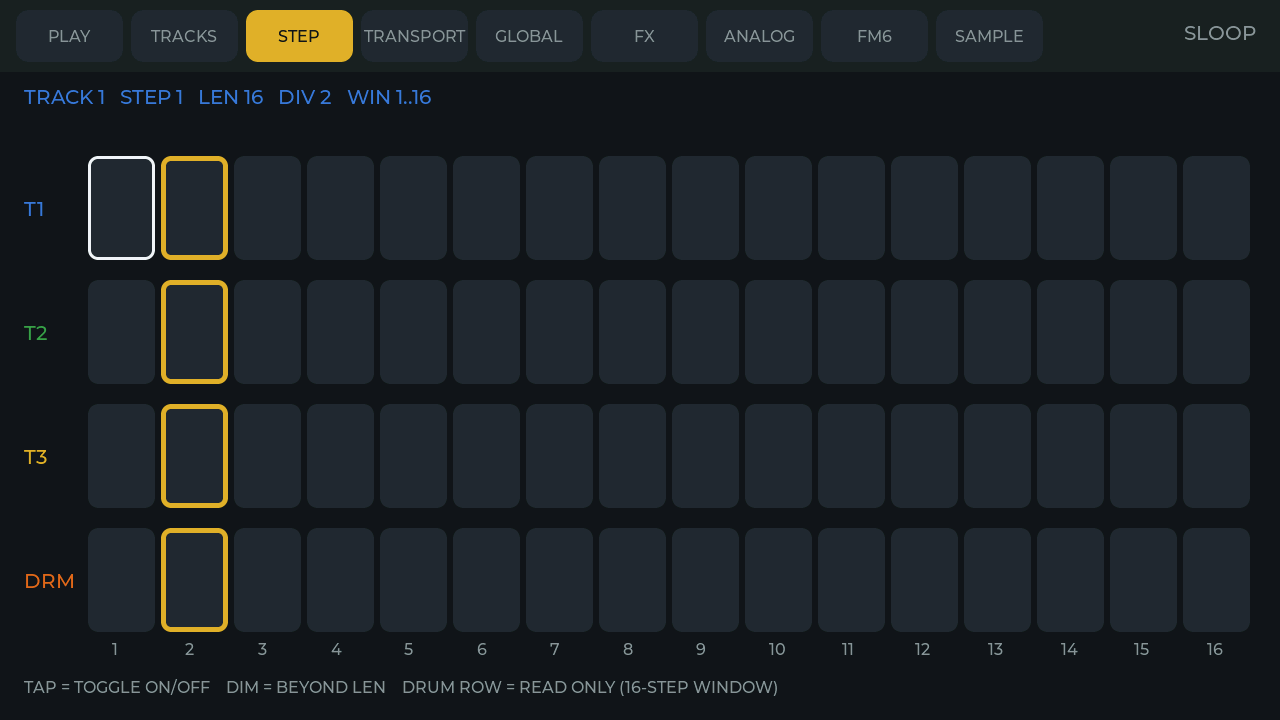 PLAY TRACKS STEP TRANSPORT GLOBAL FX ANALOG FM6 SAMPLE SLOOP
TRACK 1 STEP 1 LEN 16 DIV 2 WIN 1..16
T1
T2
T3
DRM
1 2 3 4 5 6 7 8 9 10 11 12 13 14 15 16
TAP = TOGGLE ON/OFF DIM = BEYOND LEN DRUM ROW = READ ONLY (16-STEP WINDOW)